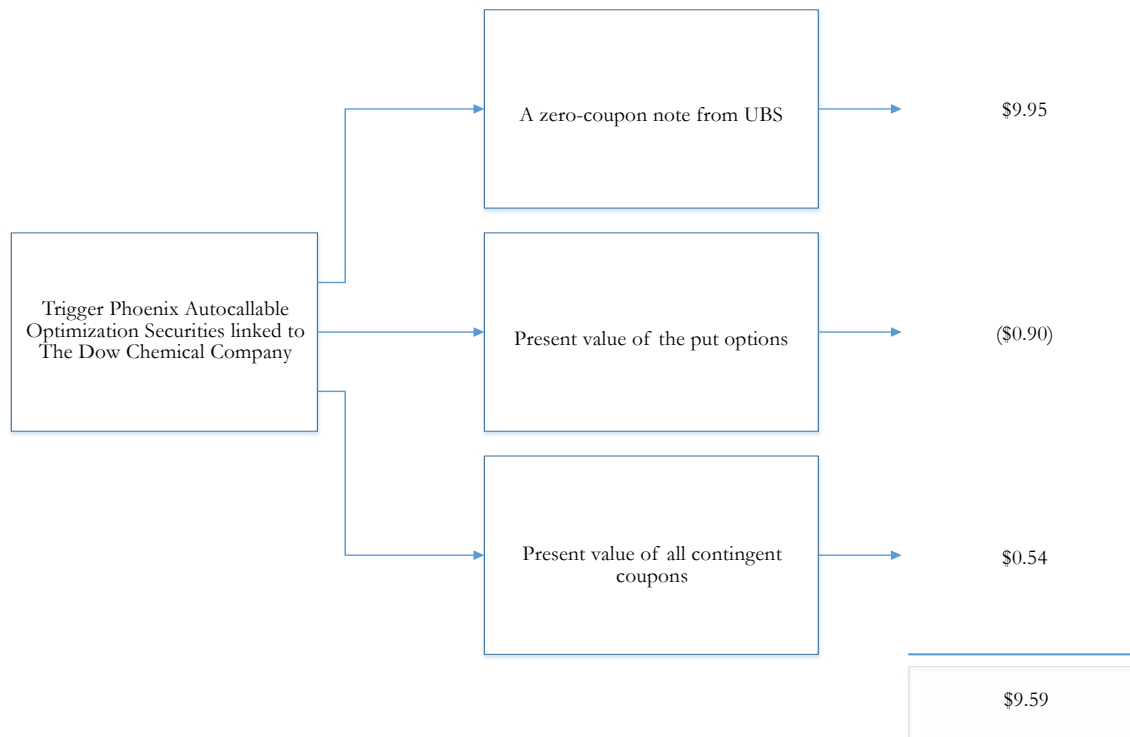 A zero-coupon note from UBS
$9.95
Trigger Phoenix Autocallable
Optimization Securities linked to
The Dow Chemical Company
Present value of the put options
($0.90)
Present value of all contingent
coupons
$0.54
$9.59